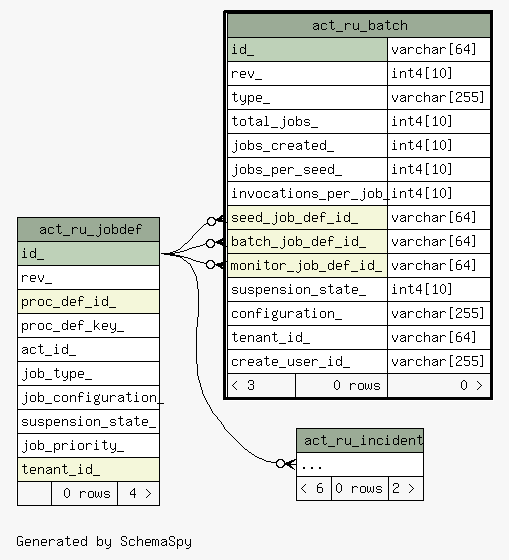 act_ru_batch
id_ varchar[64]
rev_ int4[10]
type_ varchar[255]
total_jobs_ int4[10]
jobs_created_ int4[10]
jobs_per_seed_ int4[10]
invocations_per_job_ int4[10]
seed_job_def_id_ varchar[64]
batch_job_def_id_ varchar[64]
monitor_job_def_id_ varchar[64]
suspension_state_ int4[10]
configuration_ varchar[255]
tenant_id_ varchar[64]
create_user_id_ varchar[255]
< 3 0 rows 0 >
act_ru_jobdef
id_
rev_
proc_def_id_
proc_def_key_
act_id_
job_type_
job_configuration_
suspension_state_
job_priority_
tenant_id_
0 rows 4 >
act_ru_incident
...
< 6 0 rows 2 >
Generated by SchemaSpy